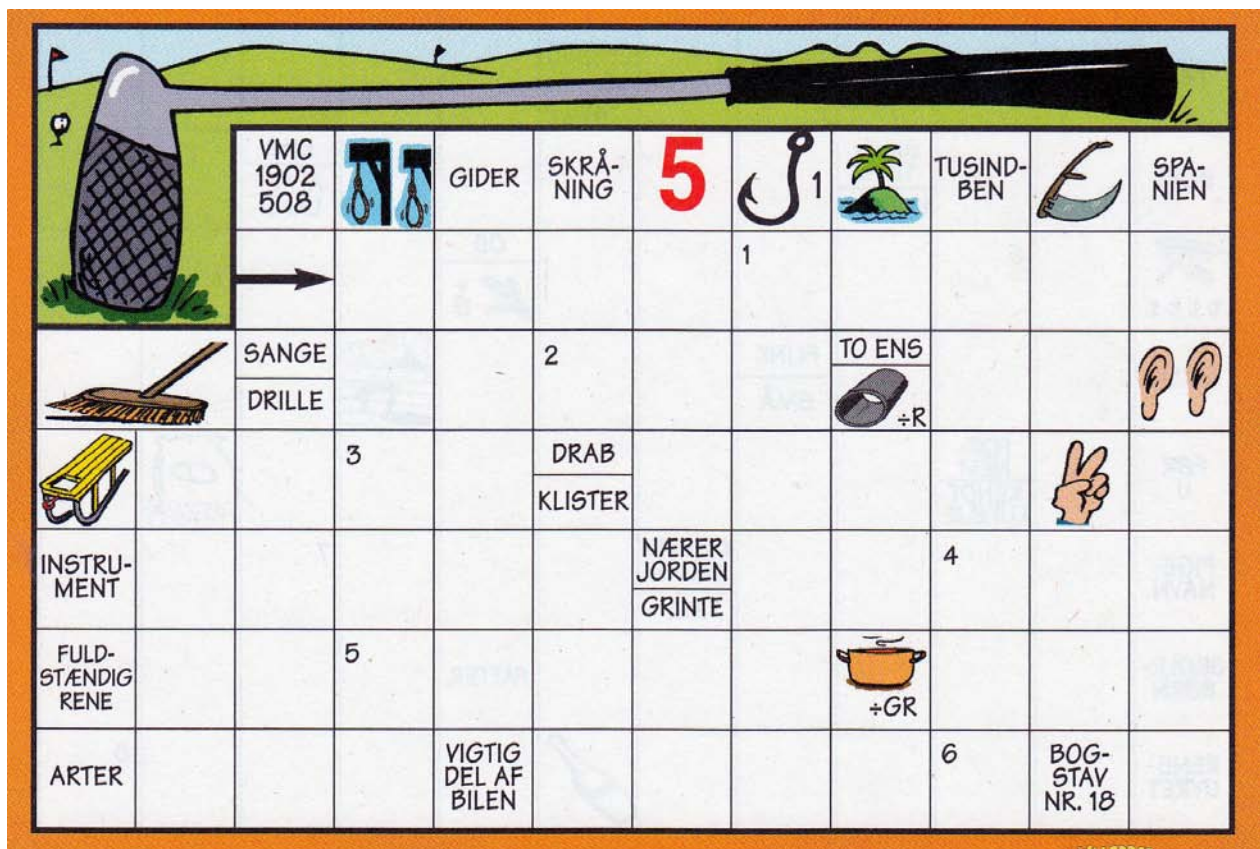 VMC
1902
508
GIDER
SKRÅ-
NING
5
1
TUSIND-
BEN
SPA-
NIEN
1
SANGE
DRILLE
2
TO ENS
÷R
3
DRAB
KLISTER
INSTRU-
MENT
NÆRER
JORDEN
GRINTE
4
FULD-
STÆNDIG
RENE
5
÷GR
ARTER
VIGTIG
DEL AF
BILEN
6
BOG-
STAV
NR. 18